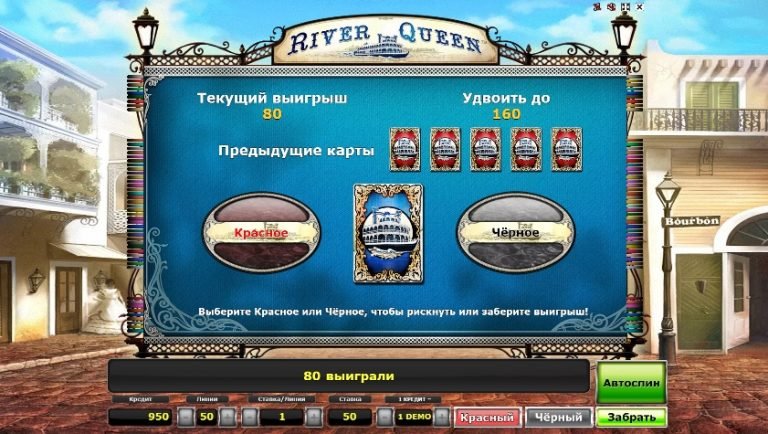 RIVER QUEEN
Текущий выигрыш
80
Удвоить до
160
Предыдущие карты
Красное
Чёрное
Bourbon
Выберите Красное или Чёрное, чтобы рискнуть или заберите выигрыш!
80 выиграли
Автоспин
Кредит
Линии
Ставка/Линия
Ставка
1 КРЕДИТ =
950
50
1
50
1 DEMO
Красный
Чёрный
Забрать